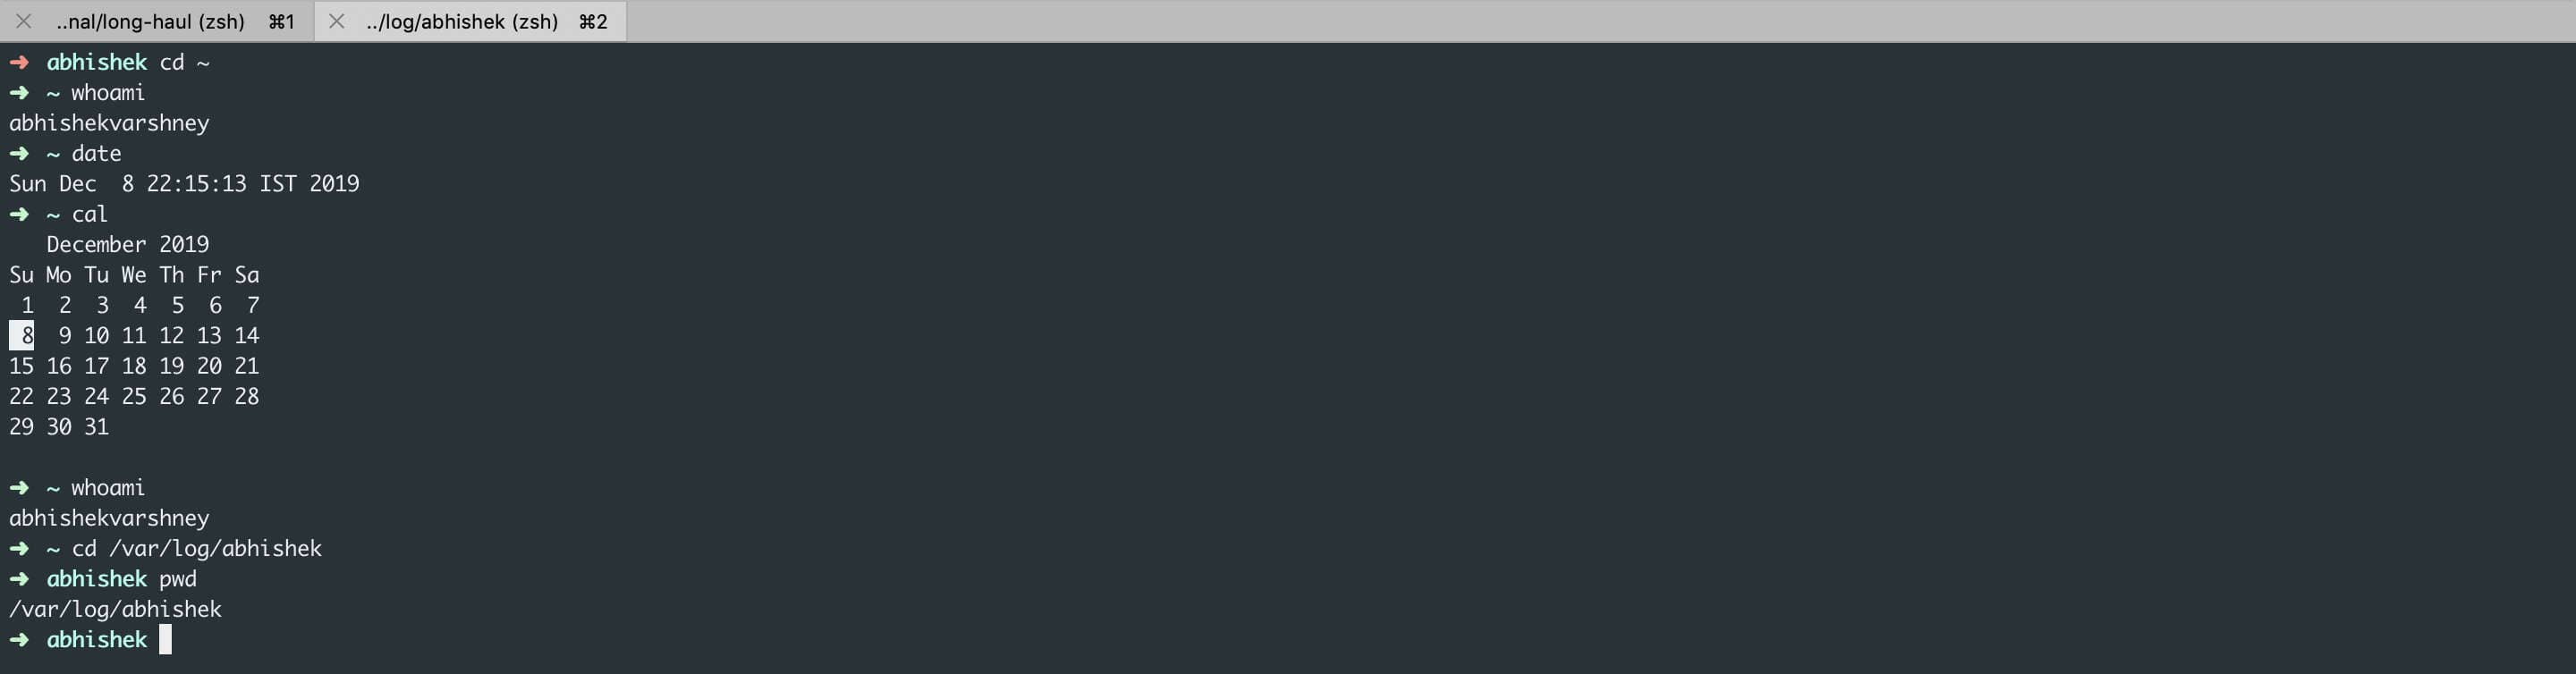 ..nal/long-haul (zsh) ⌘1 ../log/abhishek (zsh) ⌘2
➜ abhishek cd ~
➜ ~ whoami
abhishekvarshney
➜ ~ date
Sun Dec  8 22:15:13 IST 2019
➜ ~ cal
   December 2019
Su Mo Tu We Th Fr Sa
 1  2  3  4  5  6  7
 8  9 10 11 12 13 14
15 16 17 18 19 20 21
22 23 24 25 26 27 28
29 30 31
➜ ~ whoami
abhishekvarshney
➜ ~ cd /var/log/abhishek
➜ abhishek pwd
/var/log/abhishek
➜ abhishek